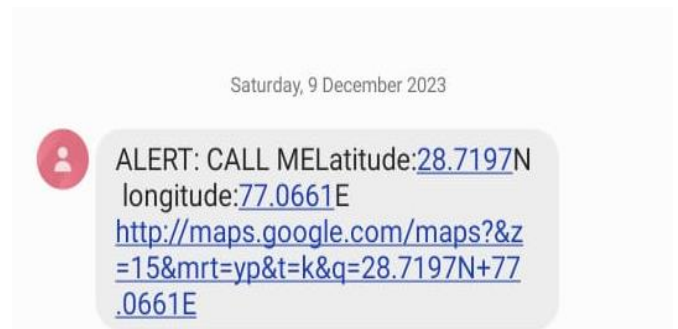 Saturday, 9 December 2023
ALERT: CALL MELatitude:28.7197N
longitude:77.0661E
http://maps.google.com/maps?&z
=15&mrt=yp&t=k&q=28.7197N+77
.0661E